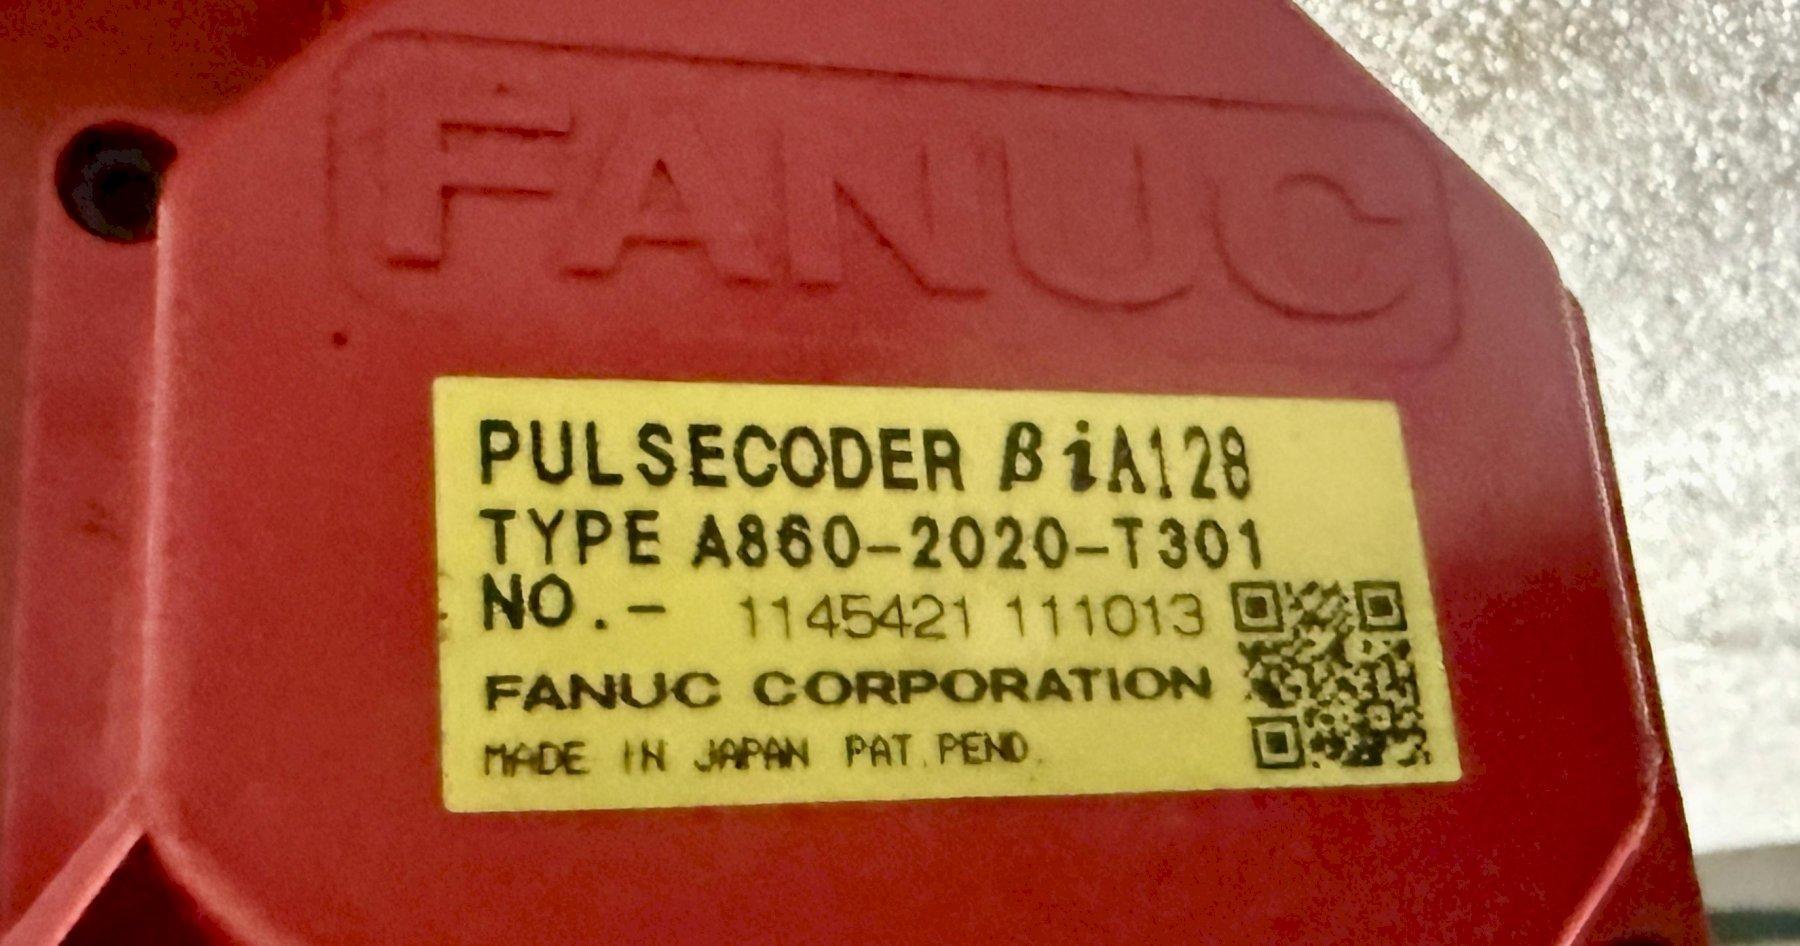 FANUC
PULSECODER βiA128
TYPE A860-2020-T301
NO.- 1145421 111013
FANUC CORPORATION
MADE IN JAPAN PAT.PEND.